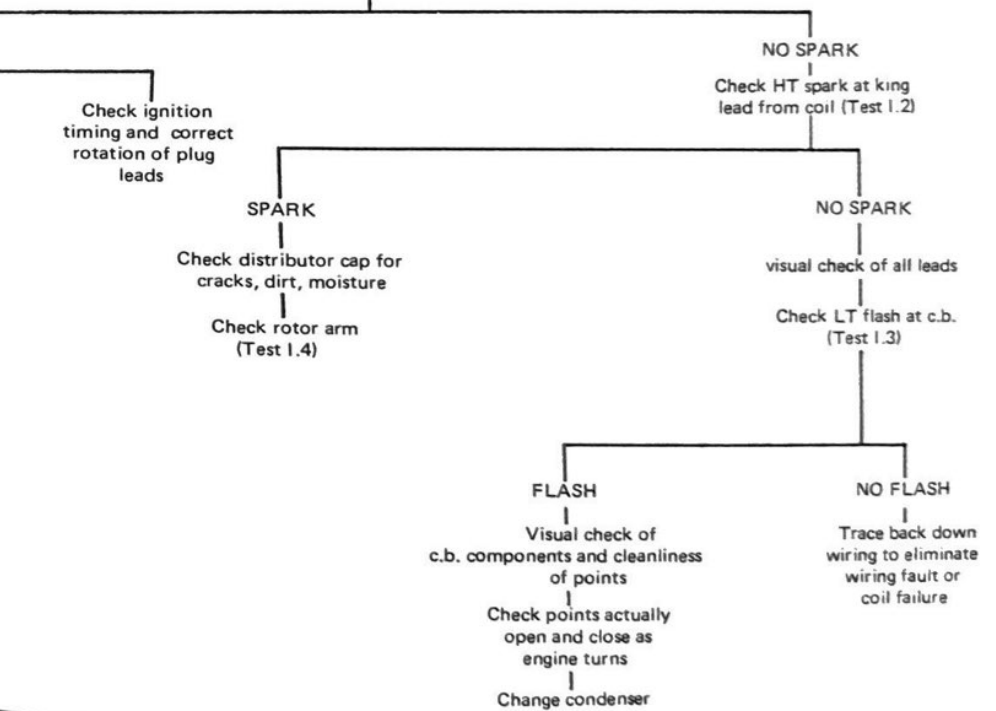 NO SPARK
Check HT spark at king
lead from coil (Test I.2)
Check ignition
timing and correct
rotation of plug
leads
SPARK
Check distributor cap for
cracks, dirt, moisture
Check rotor arm
(Test I.4)
NO SPARK
visual check of all leads
Check LT flash at c.b.
(Test I.3)
FLASH
Visual check of
c.b. components and cleanliness
of points
Check points actually
open and close as
engine turns
Change condenser
NO FLASH
Trace back down
wiring to eliminate
wiring fault or
coil failure